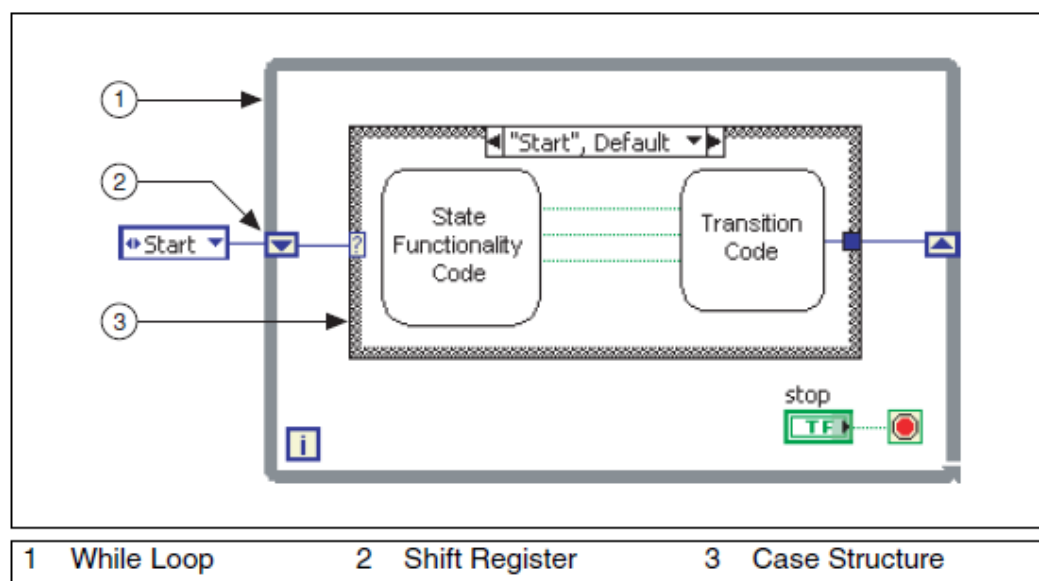 1
"Start", Default
2
State
Functionality
Code
Transition
Code
Start
?
3
stop
TF
i
1 While Loop 2 Shift Register 3 Case Structure